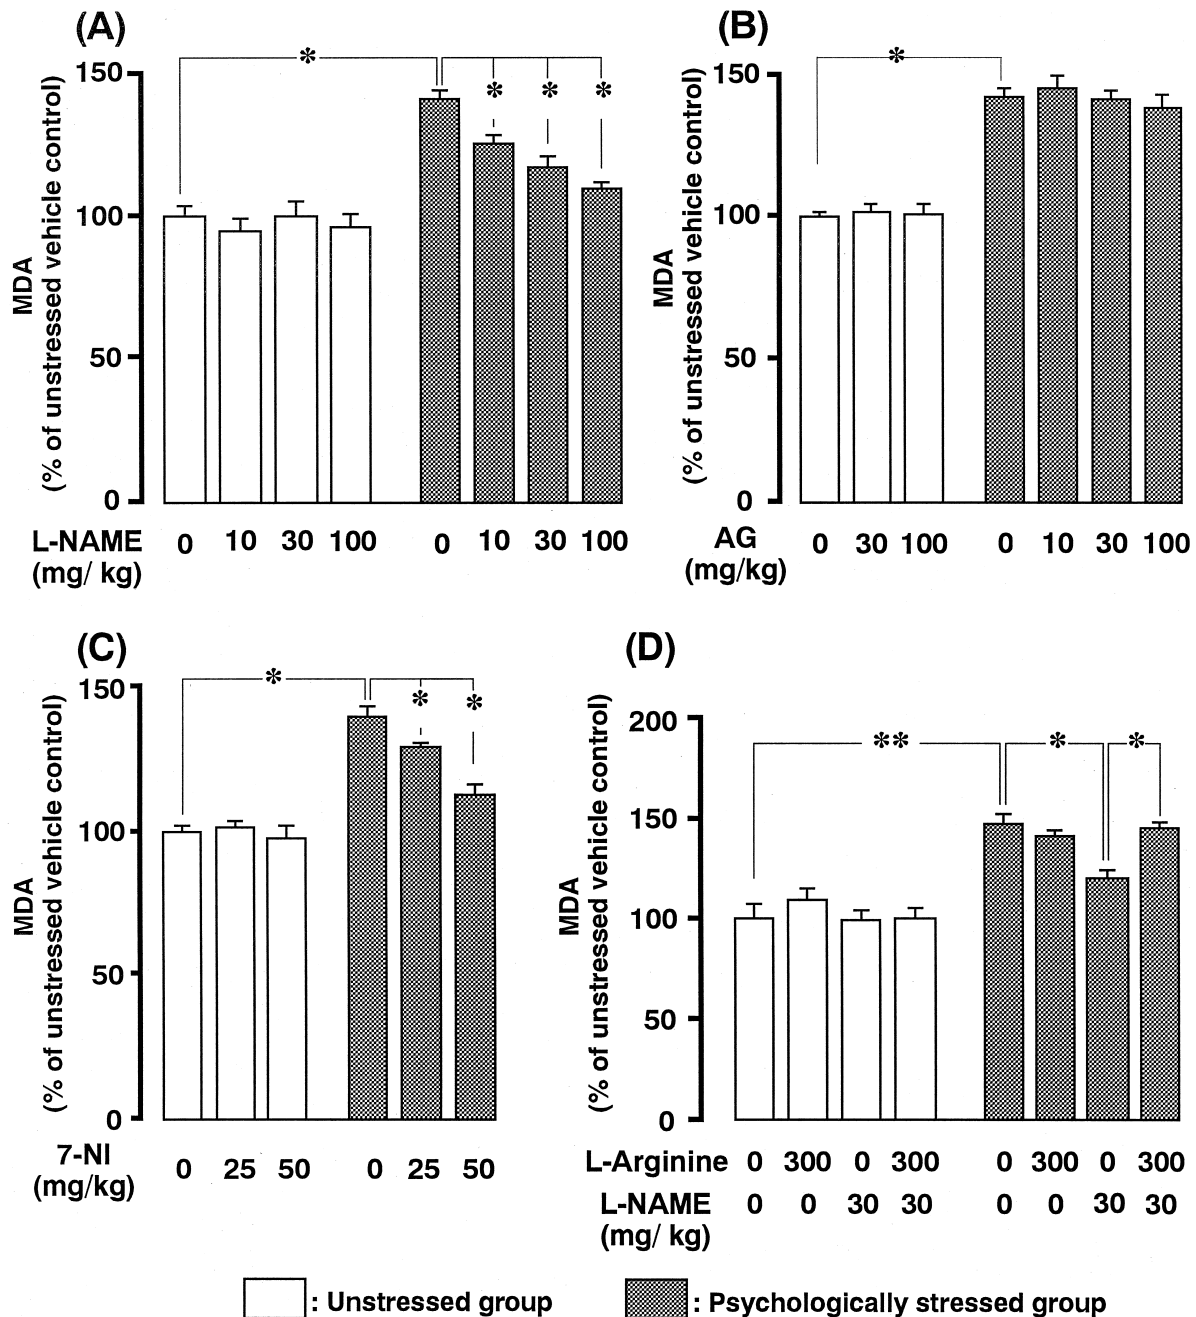 (A)
*
150
* * *
100
50
0
MDA
(% of unstressed vehicle control)
L-NAME 0 10 30 100 0 10 30 100
(mg/ kg)
(B)
*
150
100
50
0
MDA
(% of unstressed vehicle control)
AG 0 30 100 0 10 30 100
(mg/kg)
(C)
*
150
* *
100
50
0
MDA
(% of unstressed vehicle control)
7-NI 0 25 50 0 25 50
(mg/kg)
(D)
200
** * *
150
100
50
0
MDA
(% of unstressed vehicle control)
L-Arginine 0 300 0 300 0 300 0 300
L-NAME 0 0 30 30 0 0 30 30
(mg/ kg)
: Unstressed group : Psychologically stressed group